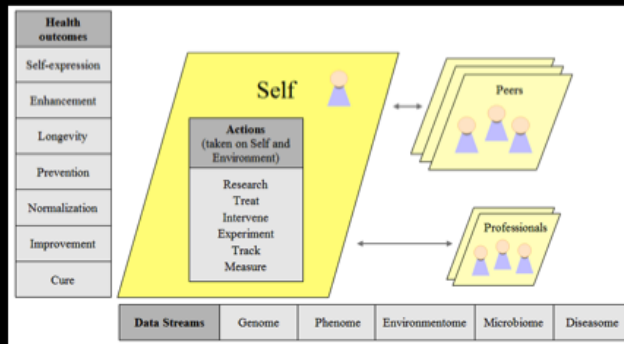 Health
outcomes
Self-expression
Enhancement
Longevity
Prevention
Normalization
Improvement
Cure
Self
Actions
(taken on Self and
Environment)
Research
Treat
Intervene
Experiment
Track
Measure
Peers
Professionals
Data Streams Genome Phenome Environmentome Microbiome Diseasome